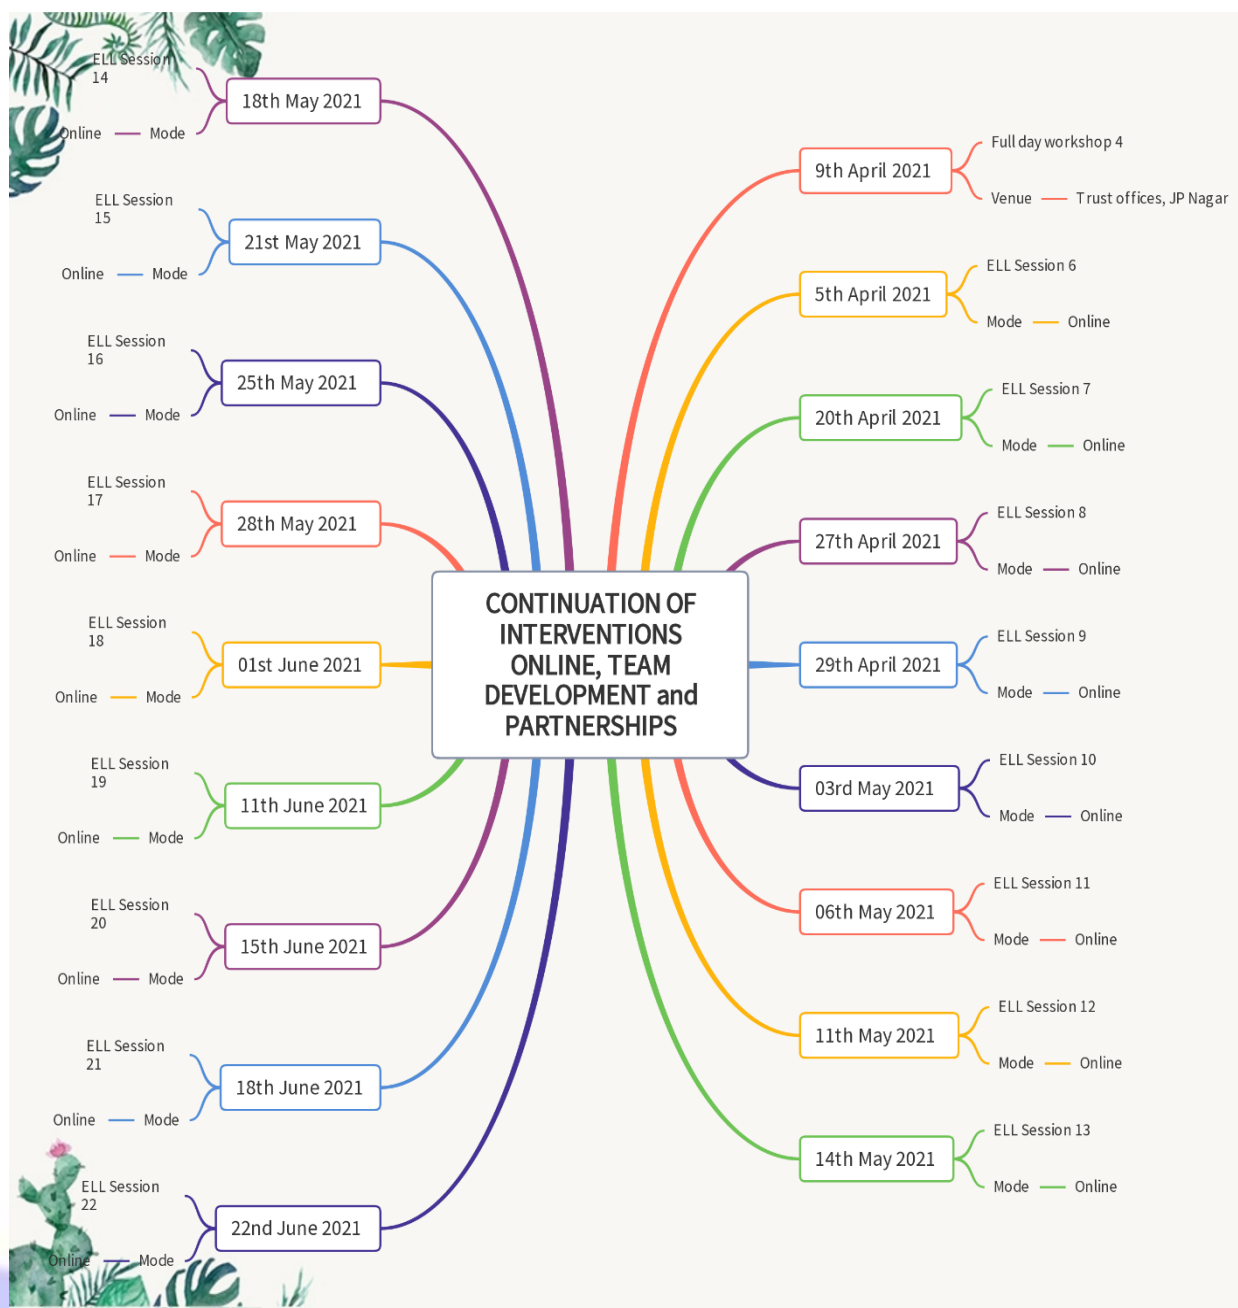 CONTINUATION OF
INTERVENTIONS
ONLINE, TEAM
DEVELOPMENT and
PARTNERSHIPS
9th April 2021
Full day workshop 4
Venue
Trust offices, JP Nagar
5th April 2021
ELL Session 6
Mode
Online
20th April 2021
ELL Session 7
Mode
Online
27th April 2021
ELL Session 8
Mode
Online
29th April 2021
ELL Session 9
Mode
Online
03rd May 2021
ELL Session 10
Mode
Online
06th May 2021
ELL Session 11
Mode
Online
11th May 2021
ELL Session 12
Mode
Online
14th May 2021
ELL Session 13
Mode
Online
18th May 2021
ELL Session
14
Mode
Online
21st May 2021
ELL Session
15
Mode
Online
25th May 2021
ELL Session
16
Mode
Online
28th May 2021
ELL Session
17
Mode
Online
01st June 2021
ELL Session
18
Mode
Online
11th June 2021
ELL Session
19
Mode
Online
15th June 2021
ELL Session
20
Mode
Online
18th June 2021
ELL Session
21
Mode
Online
22nd June 2021
ELL Session
22
Mode
Online